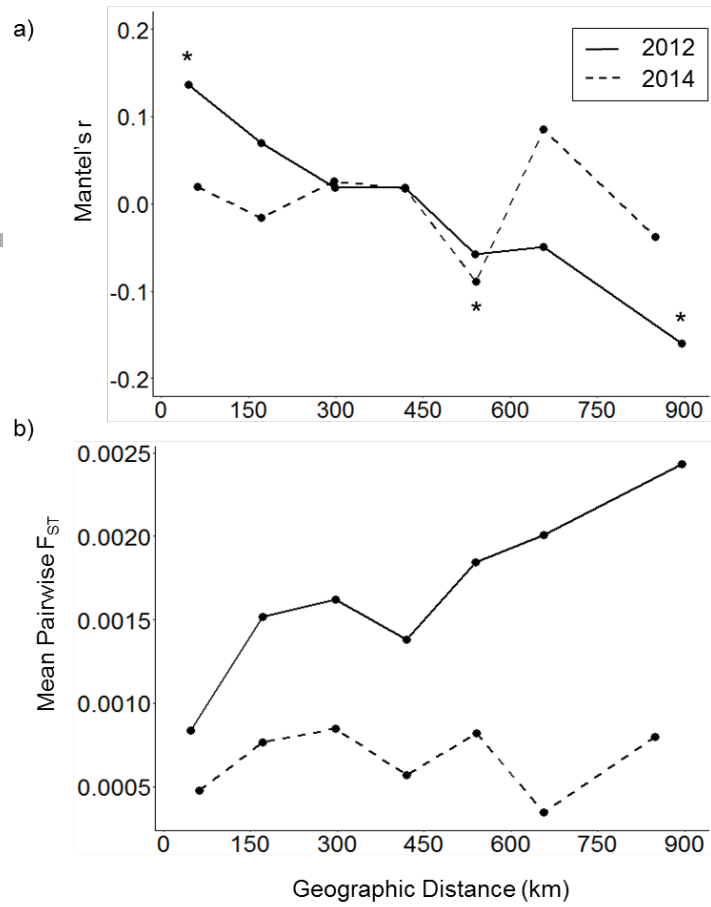 a)
0.2
0.1
0.0
-0.1
-0.2
Mantel's r
*
*
*
2012
2014
0 150 300 450 600 750 900
b)
0.0025
0.0020
0.0015
0.0010
0.0005
Mean Pairwise FST
0 150 300 450 600 750 900
Geographic Distance (km)